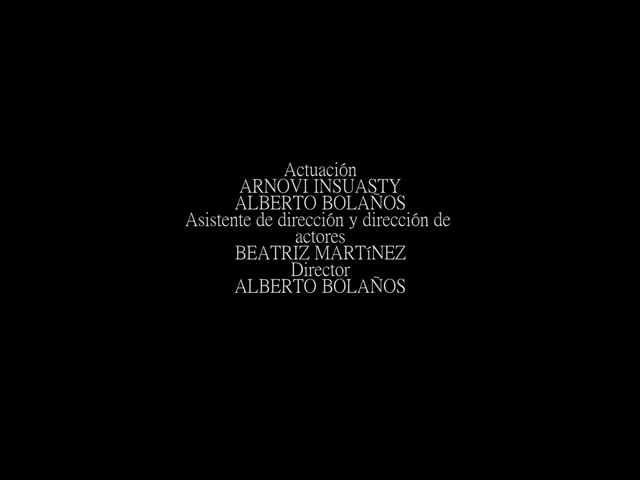 Actuación
ARNOVI INSUASTY
ALBERTO BOLAÑOS
Asistente de dirección y dirección de
actores
BEATRIZ MARTíNEZ
Director
ALBERTO BOLAÑOS